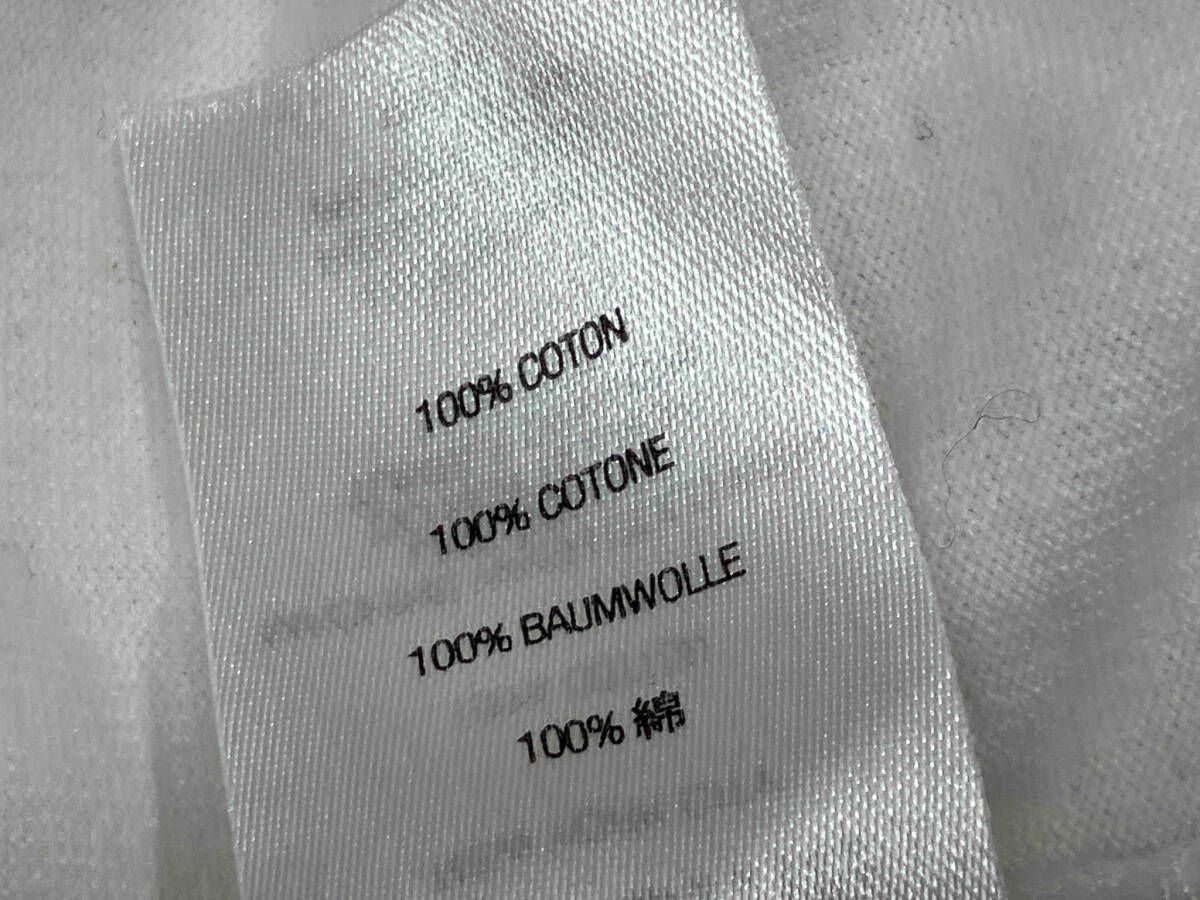 100% COTON
100% COTONE
100% BAUMWOLLE
100% 綿